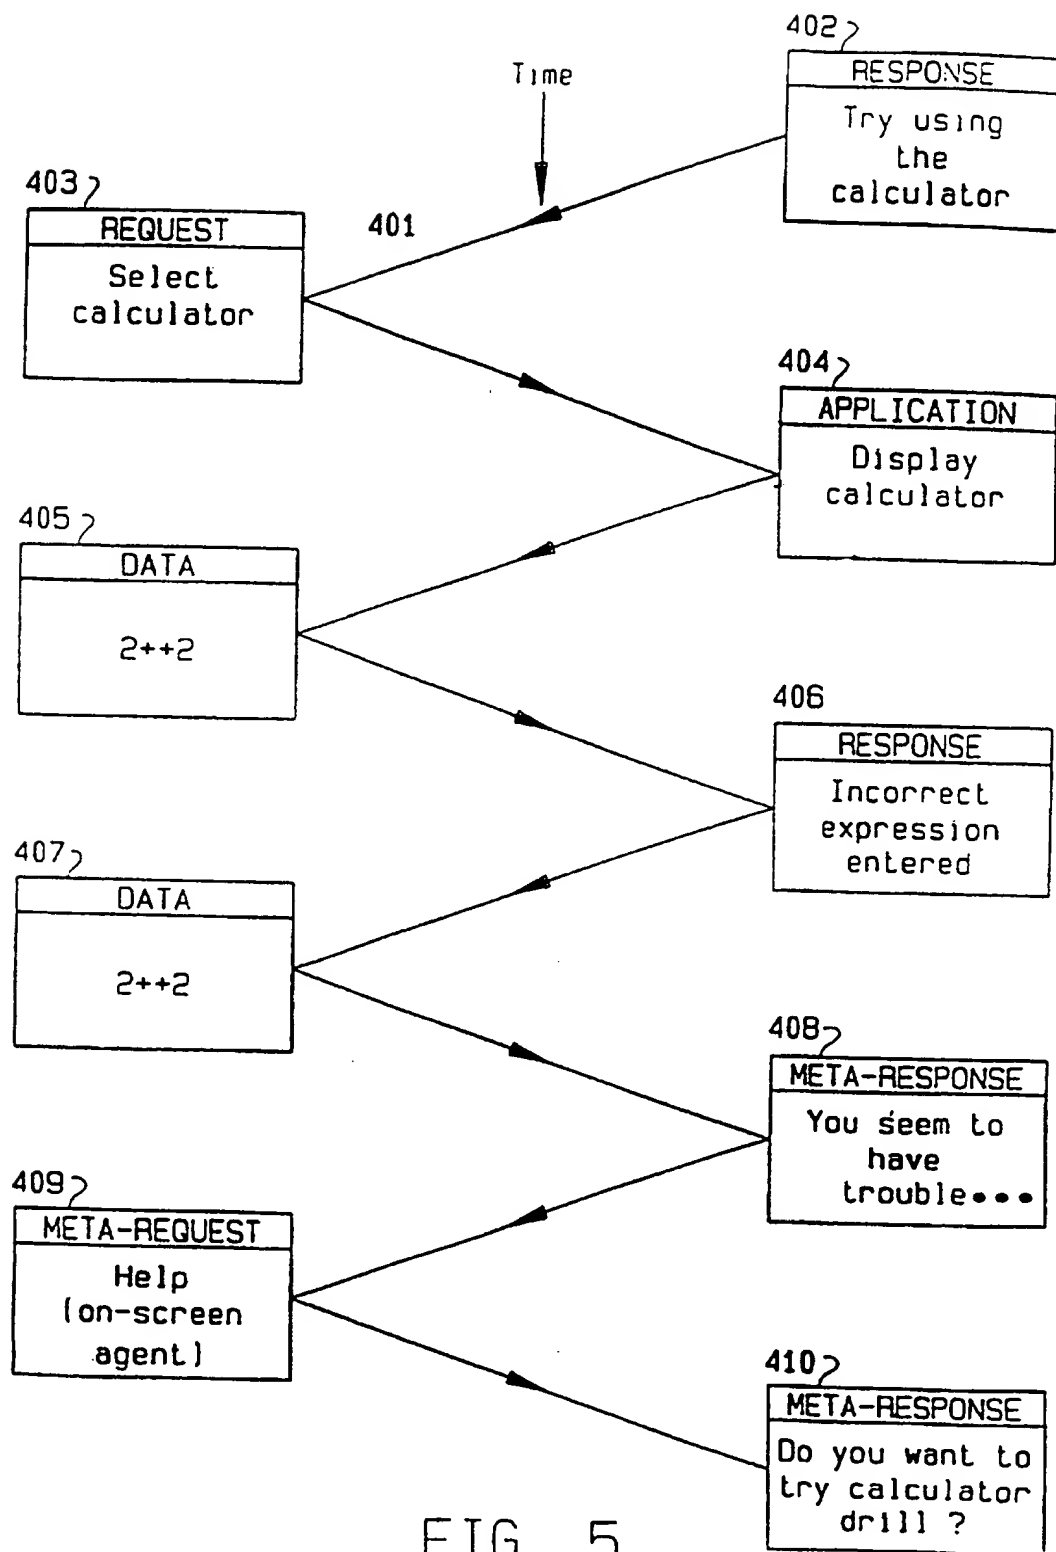 402
RESPONSE
Try using
the
calculator
Time
403
REQUEST
Select
calculator
401
404
APPLICATION
Display
calculator
405
DATA
2++2
406
RESPONSE
Incorrect
expression
entered
407
DATA
2++2
408
META-RESPONSE
You seem to
have
trouble•••
409
META-REQUEST
Help
(on-screen
agent)
410
META-RESPONSE
Do you want to
try calculator
drill ?
FIG. 5